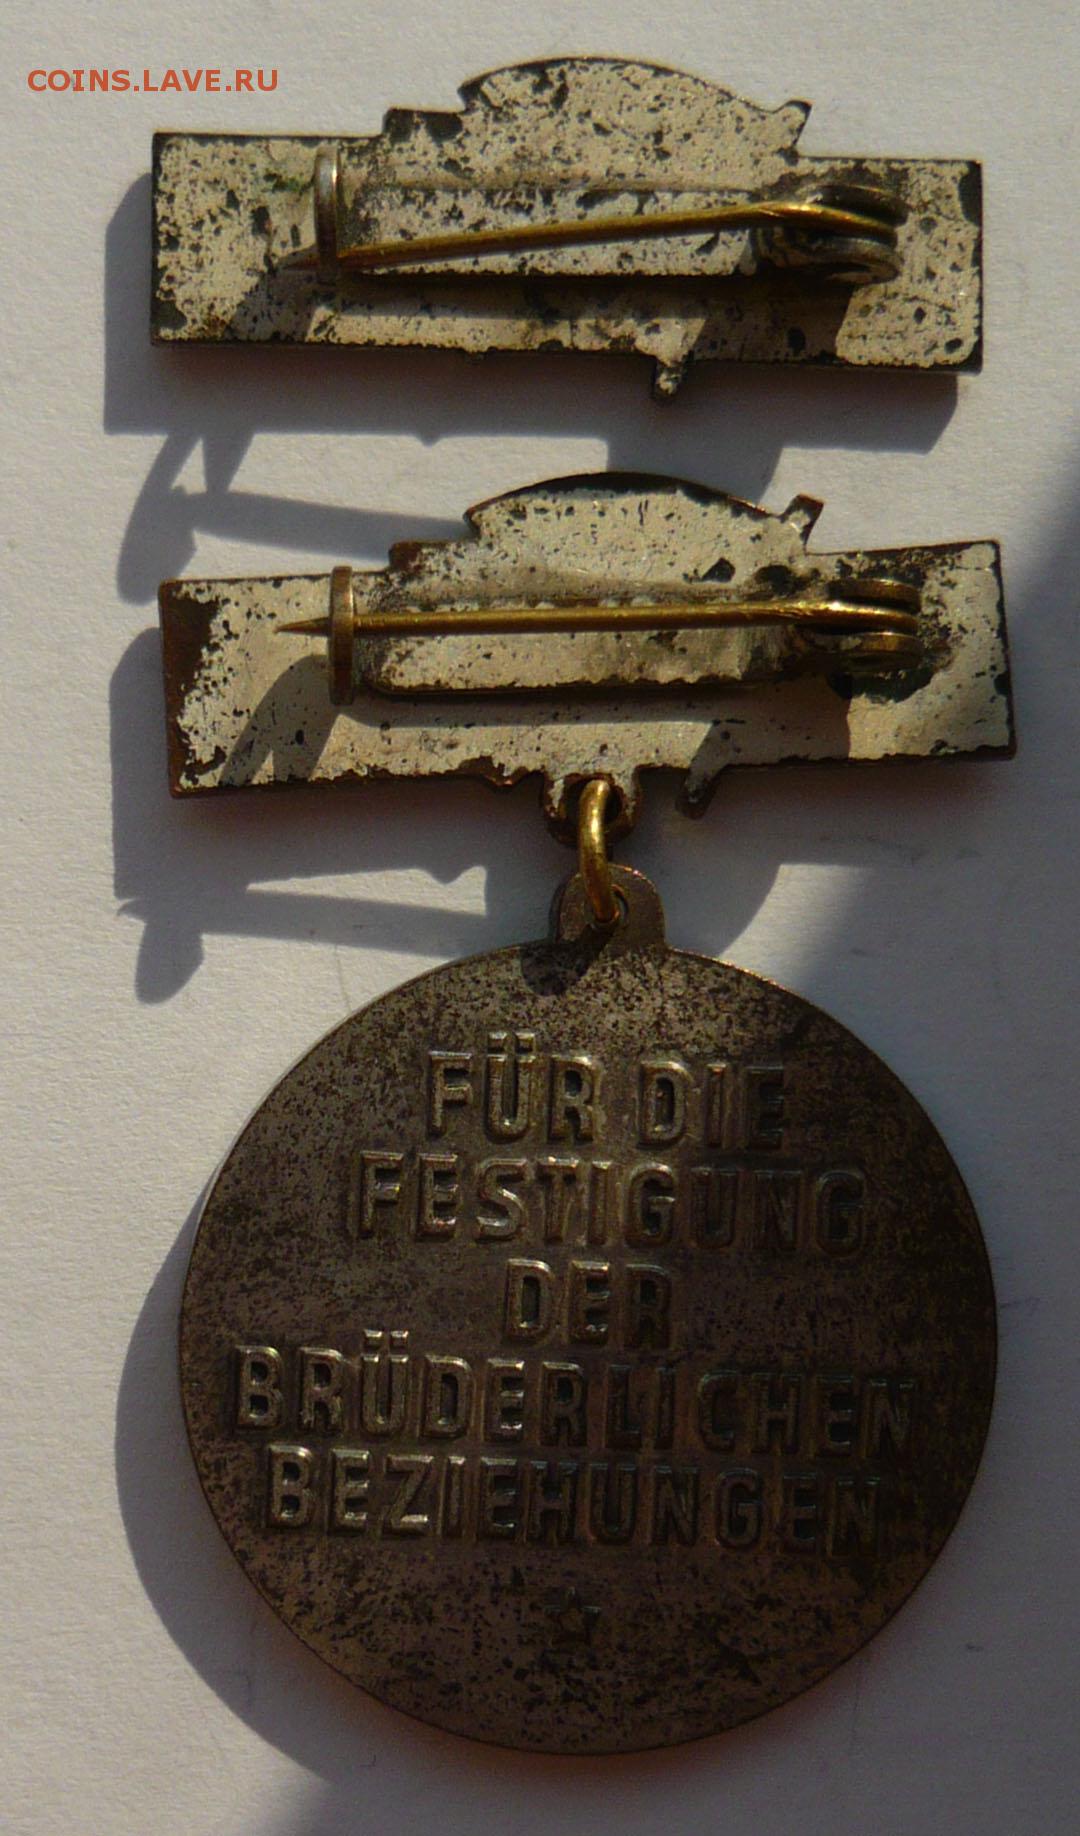 COINS.LAVE.RU
FÜR DIE
FESTIGUNG
DER
BRÜDERLICHEN
BEZIEHUNGEN